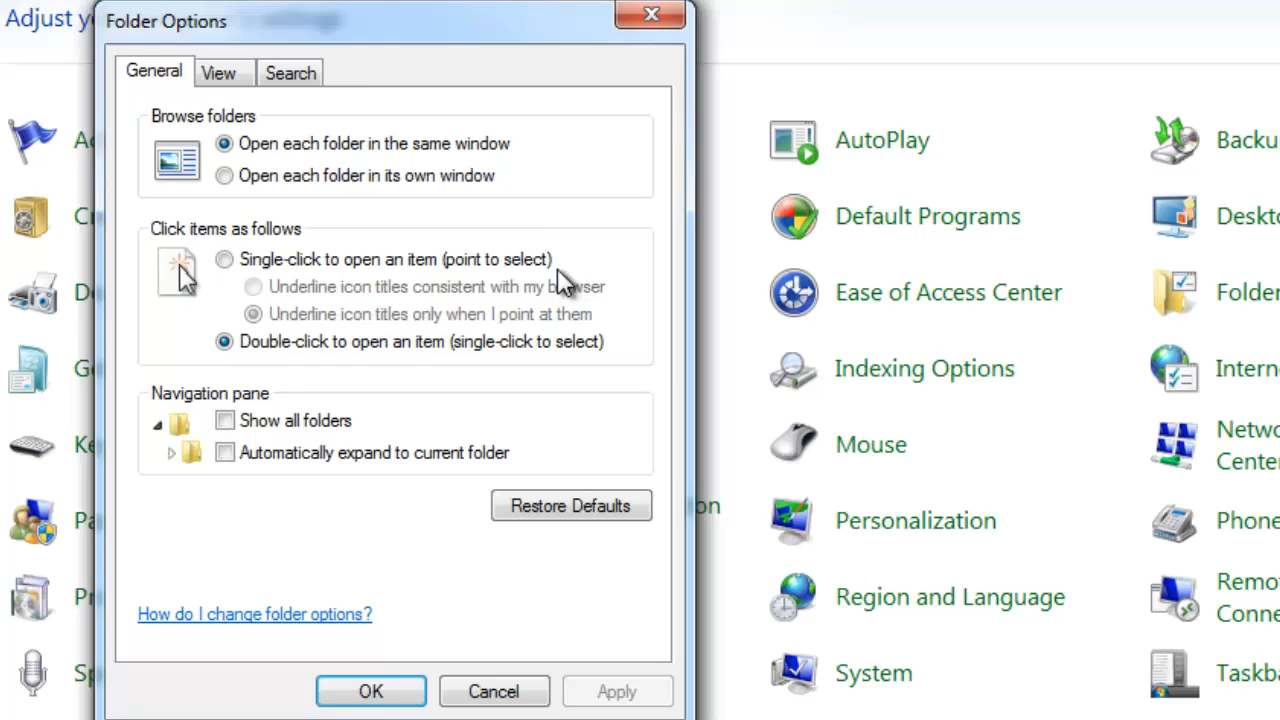 Adjust
Folder Options
General
View
Search
Browse folders
Open each folder in the same window
Open each folder in its own window
Click items as follows
Single-click to open an item (point to select)
Underline icon titles consistent with my browser
Underline icon titles only when I point at them
Double-click to open an item (single-click to select)
Navigation pane
Show all folders
Automatically expand to current folder
Restore Defaults
How do I change folder options?
OK
Cancel
Apply
AutoPlay
Backu
Default Programs
Deskto
Ease of Access Center
Folder
Indexing Options
Intern
Mouse
Netwo
Center
Personalization
Phone
Region and Language
Remo
Conne
System
Taskba